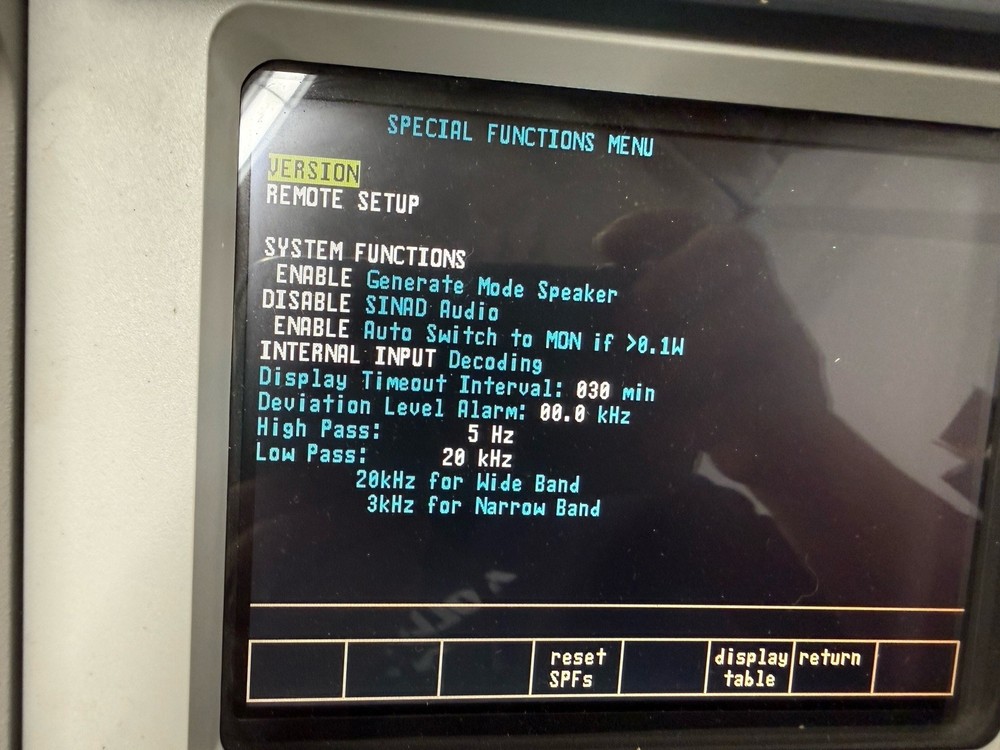 SPECIAL FUNCTIONS MENU
VERSION
REMOTE SETUP
SYSTEM FUNCTIONS
ENABLE Generate Mode Speaker
DISABLE SINAD Audio
ENABLE Auto Switch to MON if >0.1W
INTERNAL INPUT Decoding
Display Timeout Interval: 030 min
Deviation Level Alarm: 00.0 kHz
High Pass: 5 Hz
Low Pass: 20 kHz
20kHz for Wide Band
3kHz for Narrow Band
reset SPFs
display table
return